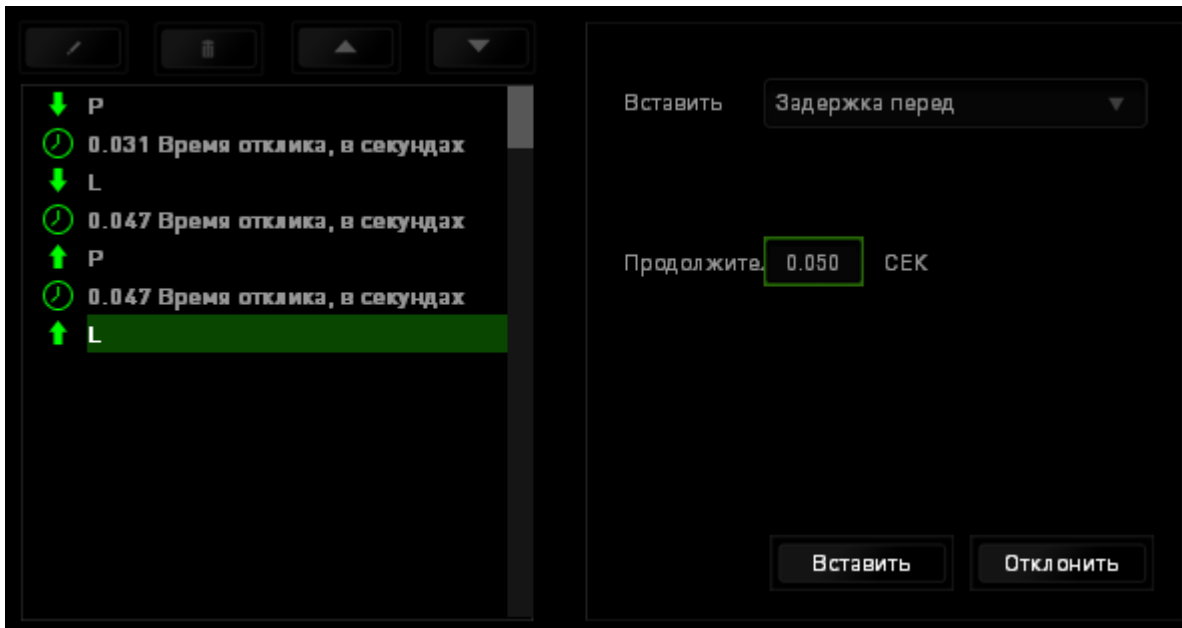 P
0.031 Время отклика, в секундах
L
0.047 Время отклика, в секундах
P
0.047 Время отклика, в секундах
L
Вставить Задержка перед
Продолжите. 0.050 СЕК
Вставить Отклонить